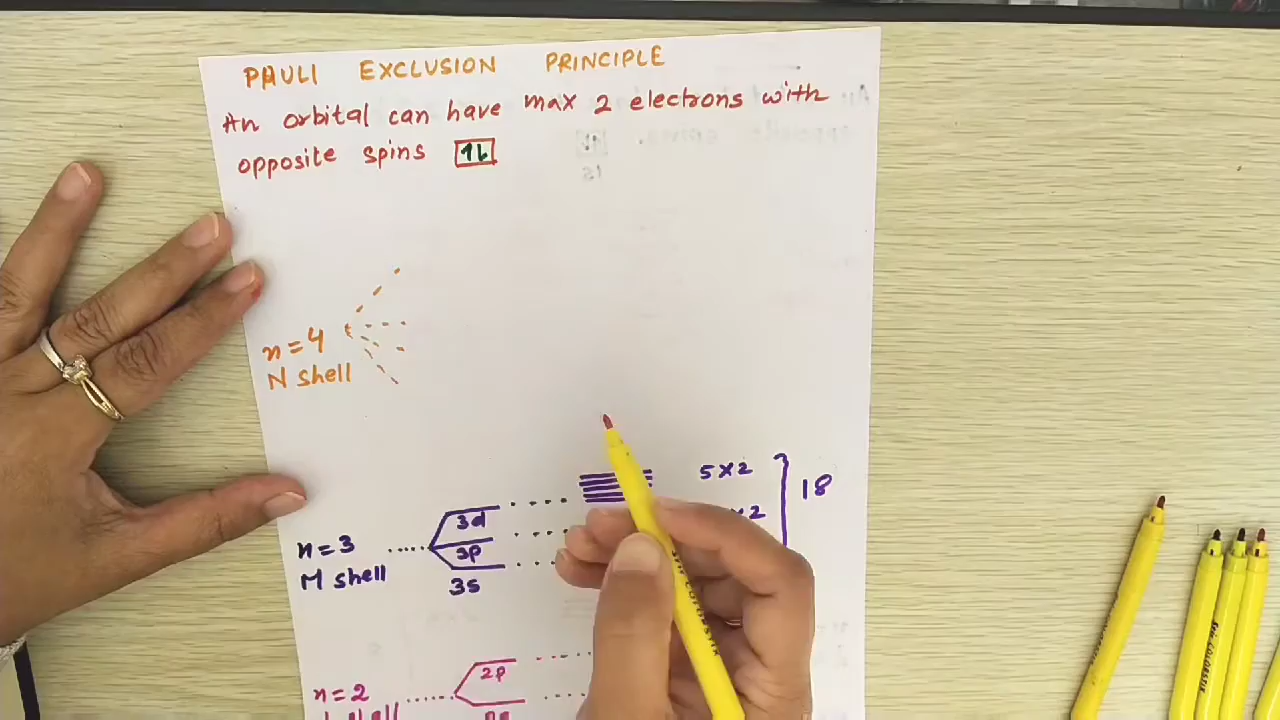 PAULI EXCLUSION PRINCIPLE
An orbital can have max 2 electrons with
opposite spins 1L
n=4
N shell
5×2
×2
18
3d
3p
3s
n=3
M shell
2p
n=2